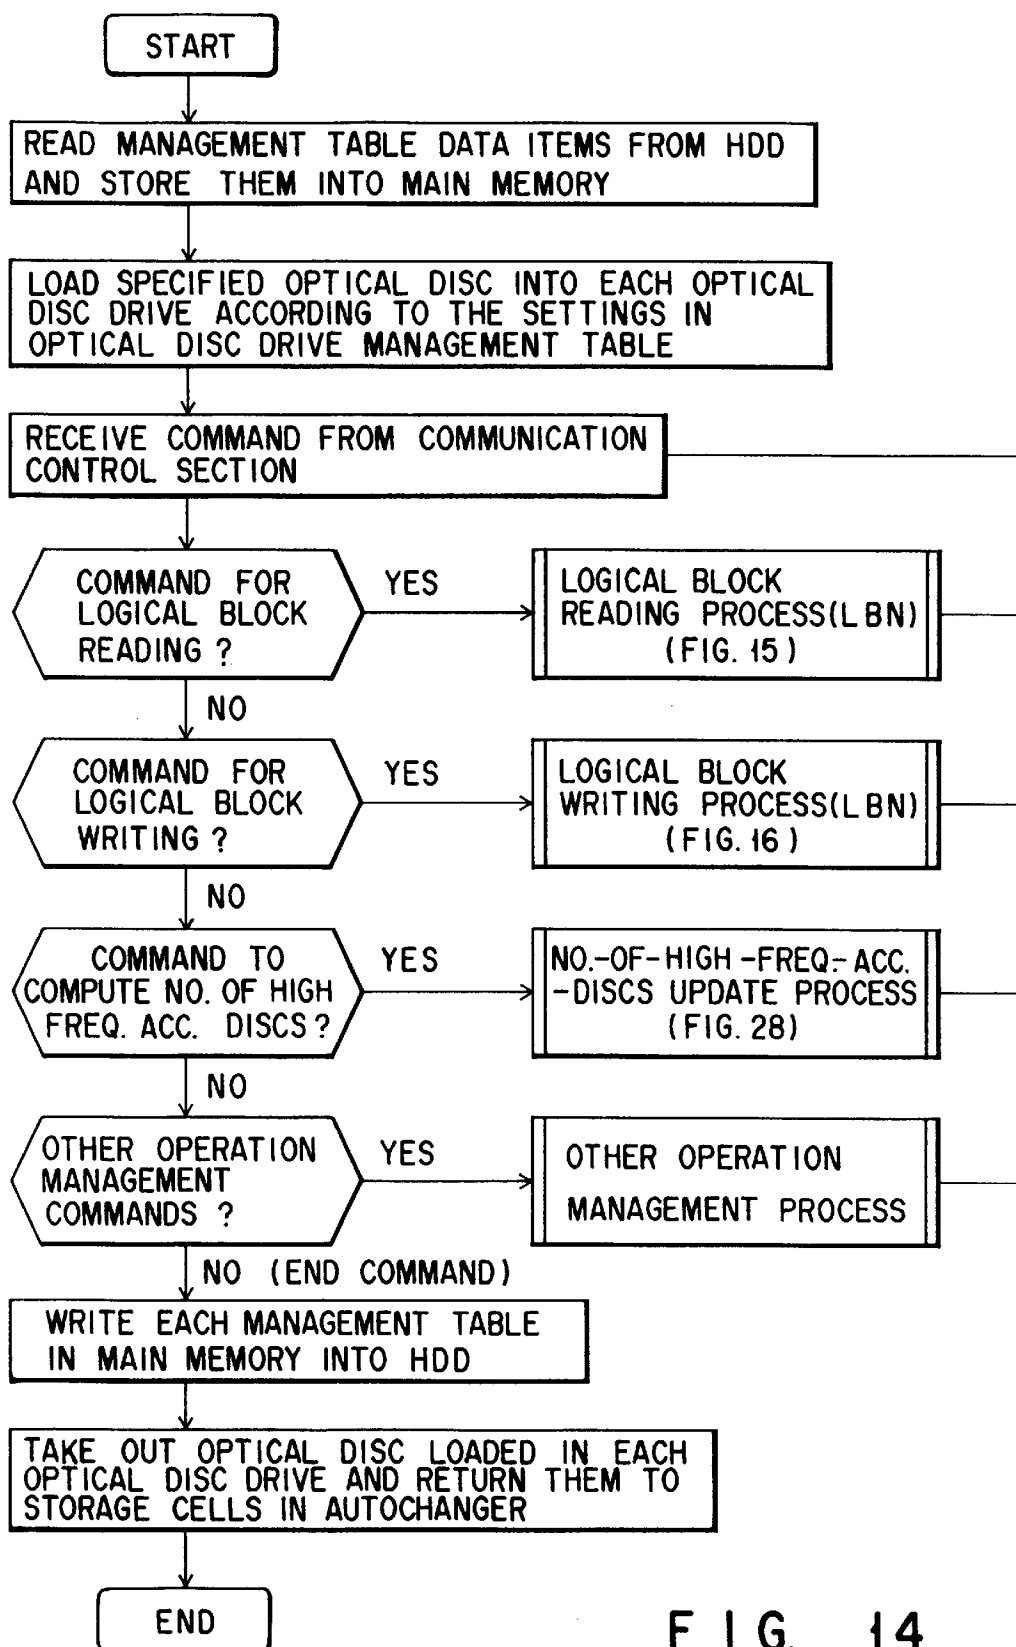 START
READ MANAGEMENT TABLE DATA ITEMS FROM HDD
AND STORE THEM INTO MAIN MEMORY
LOAD SPECIFIED OPTICAL DISC INTO EACH OPTICAL
DISC DRIVE ACCORDING TO THE SETTINGS IN
OPTICAL DISC DRIVE MANAGEMENT TABLE
RECEIVE COMMAND FROM COMMUNICATION
CONTROL SECTION
COMMAND FOR
LOGICAL BLOCK
READING ?
YES
LOGICAL BLOCK
READING PROCESS(LBN)
(FIG. 15)
NO
COMMAND FOR
LOGICAL BLOCK
WRITING ?
YES
LOGICAL BLOCK
WRITING PROCESS(LBN)
(FIG. 16)
NO
COMMAND TO
COMPUTE NO. OF HIGH
FREQ. ACC. DISCS ?
YES
NO.-OF-HIGH-FREQ.-ACC.
-DISCS UPDATE PROCESS
(FIG. 28)
NO
OTHER OPERATION
MANAGEMENT
COMMANDS ?
YES
OTHER OPERATION
MANAGEMENT PROCESS
NO (END COMMAND)
WRITE EACH MANAGEMENT TABLE
IN MAIN MEMORY INTO HDD
TAKE OUT OPTICAL DISC LOADED IN EACH
OPTICAL DISC DRIVE AND RETURN THEM TO
STORAGE CELLS IN AUTOCHANGER
END
FIG. 14